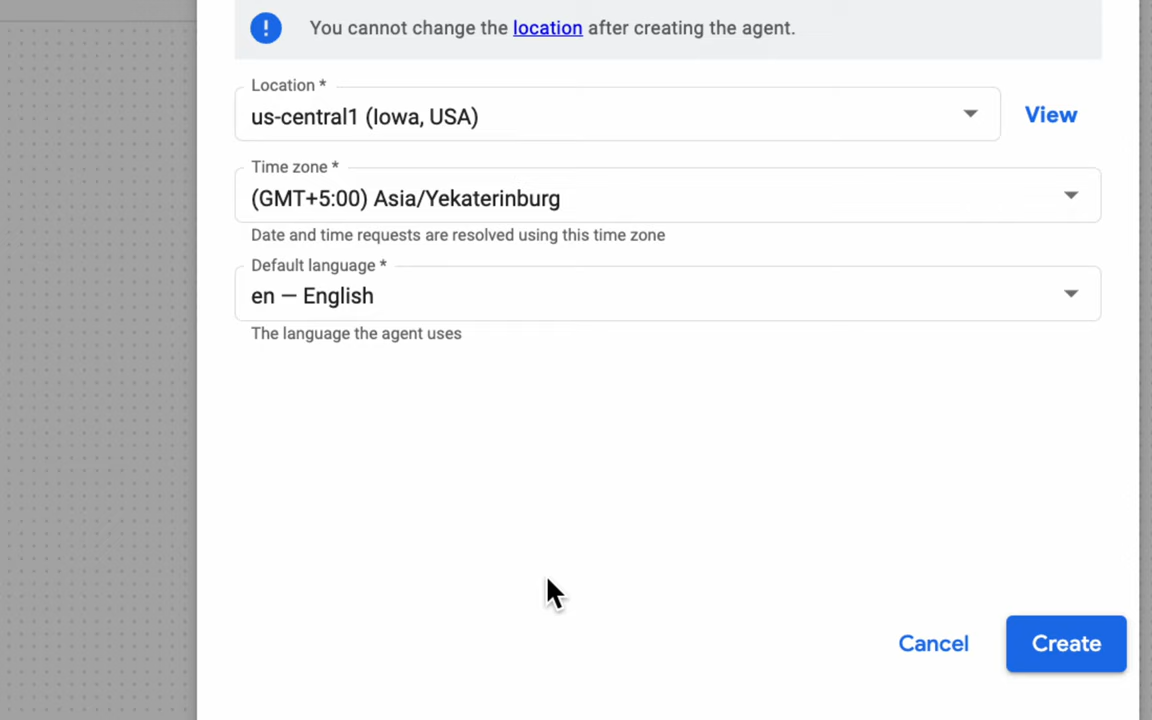 You cannot change the location after creating the agent.
Location *
us-central1 (Iowa, USA)
View
Time zone *
(GMT+5:00) Asia/Yekaterinburg
Date and time requests are resolved using this time zone
Default language *
en — English
The language the agent uses
Cancel
Create